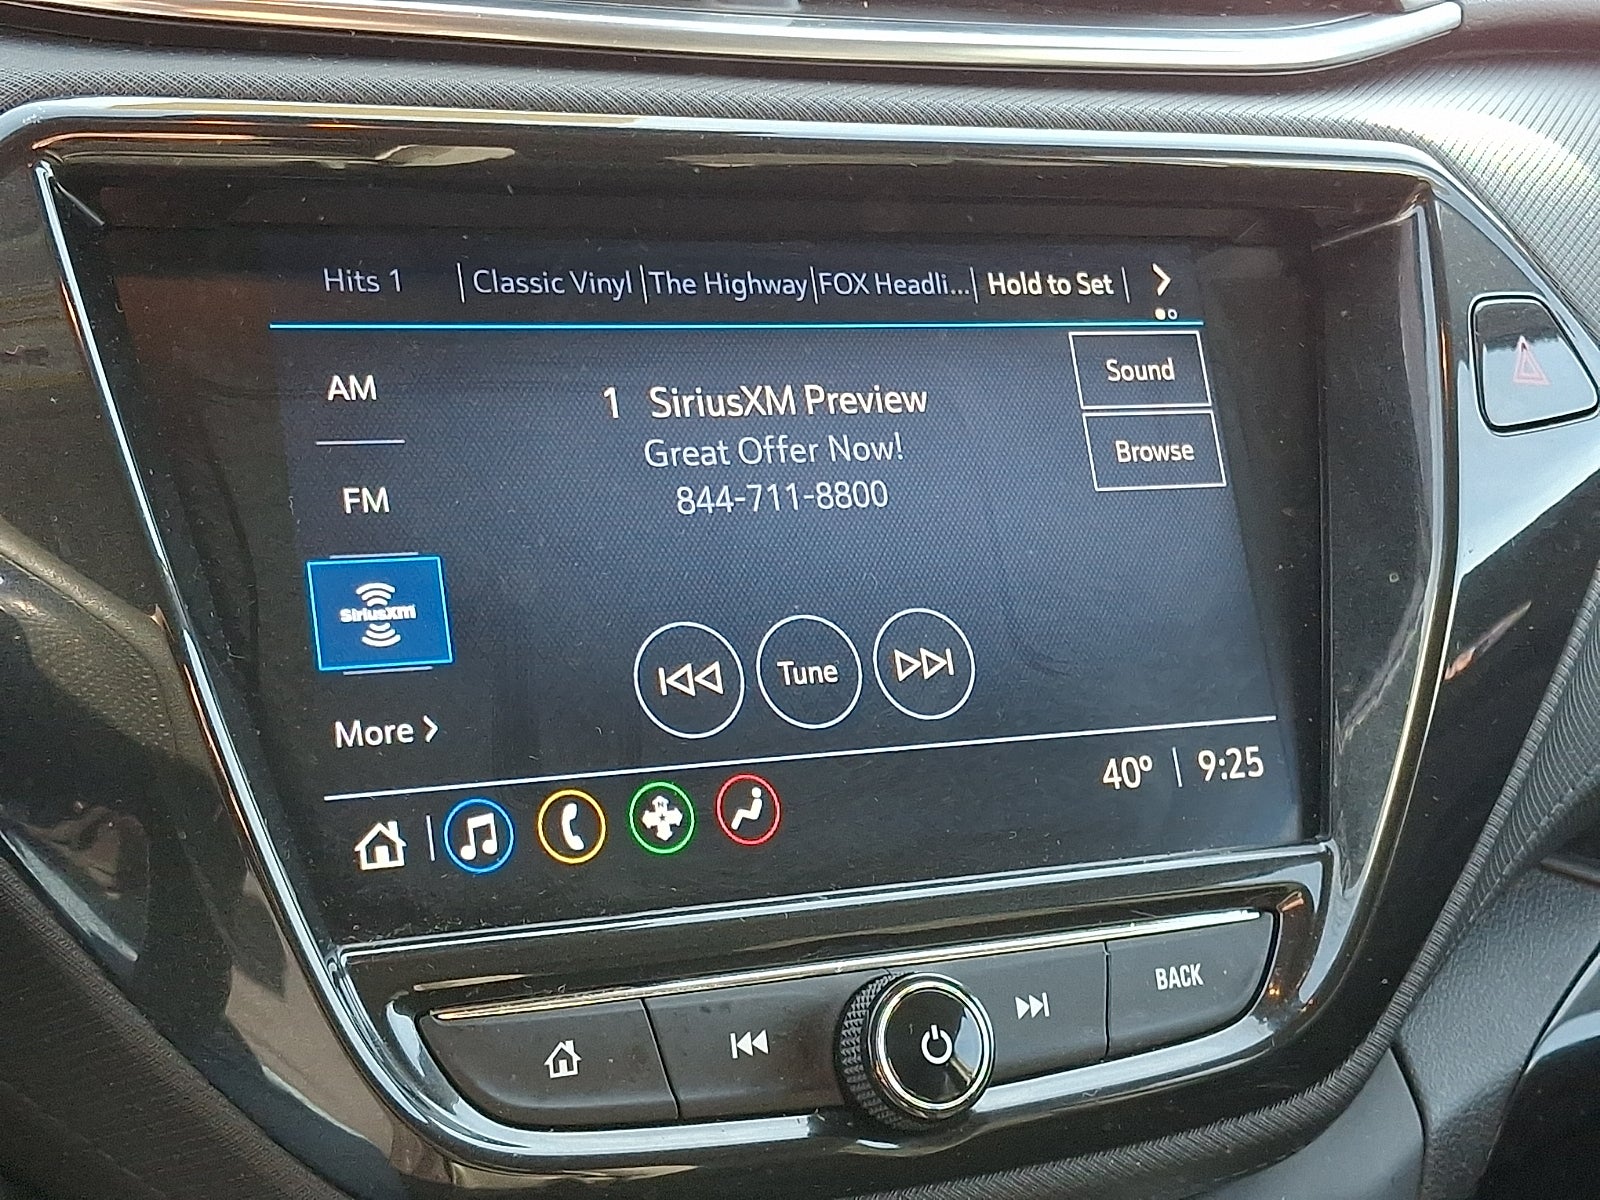 Hits 1 | Classic Vinyl | The Highway | FOX Headli... | Hold to Set |
AM
1 SiriusXM Preview
Sound
Great Offer Now!
Browse
844-711-8800
FM
SiriusXM
Tune
More
40° | 9:25
BACK